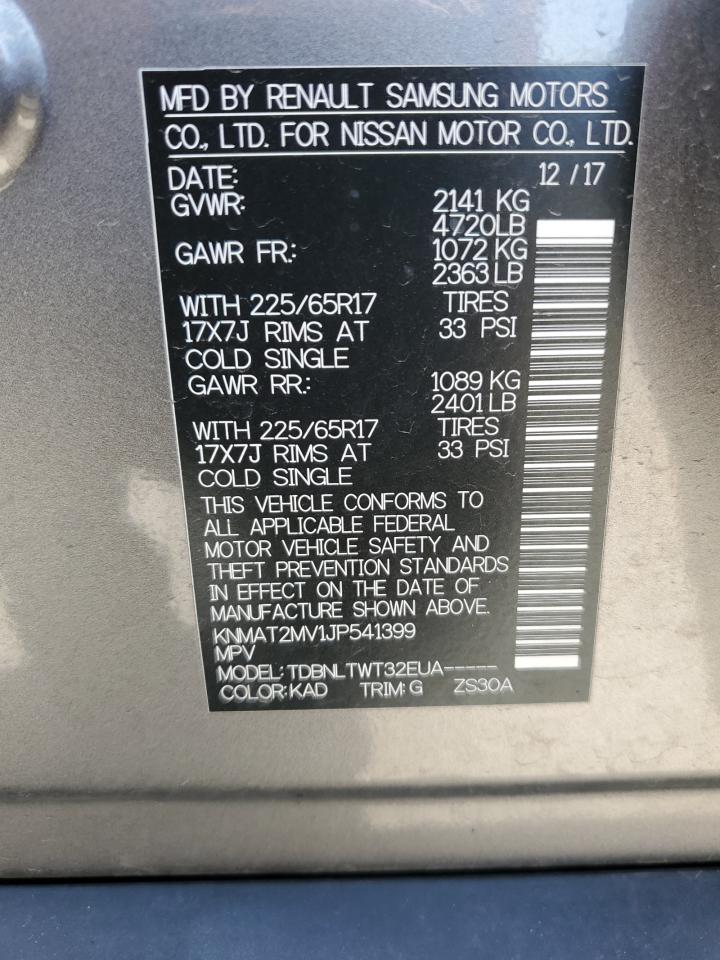 MFD BY RENAULT SAMSUNG MOTORS
CO., LTD. FOR NISSAN MOTOR CO., LTD.
DATE: 12 / 17
GVWR: 2141 KG
4720LB
GAWR FR.: 1072 KG
2363 LB
WITH 225/65R17 TIRES
17X7J RIMS AT 33 PSI
COLD SINGLE
GAWR RR.: 1089 KG
2401 LB
WITH 225/65R17 TIRES
17X7J RIMS AT 33 PSI
COLD SINGLE
THIS VEHICLE CONFORMS TO
ALL APPLICABLE FEDERAL
MOTOR VEHICLE SAFETY AND
THEFT PREVENTION STANDARDS
IN EFFECT ON THE DATE OF
MANUFACTURE SHOWN ABOVE.
KNMAT2MV1JP541399
MPV
MODEL: TDBNLTWT32EUA-----
COLOR: KAD TRIM: G ZS30A